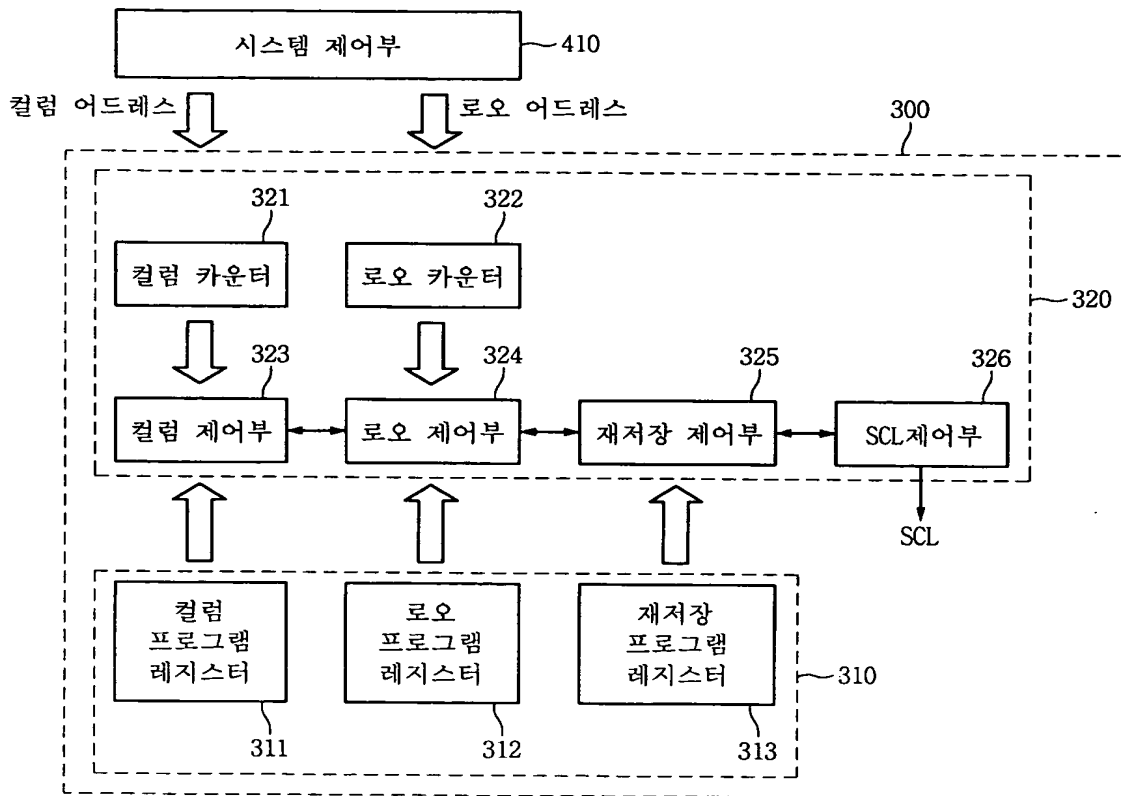 시스템 제어부
410
컬럼 어드레스
로오 어드레스
300
321
322
컬럼 카운터
로오 카운터
320
323
324
325
326
컬럼 제어부
로오 제어부
재저장 제어부
SCL제어부
SCL
컬럼
프로그램
레지스터
로오
프로그램
레지스터
재저장
프로그램
레지스터
310
311
312
313